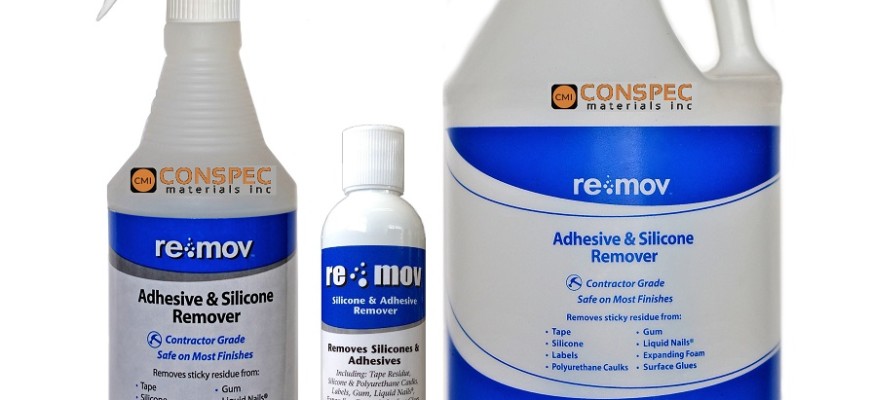 CMI CONSPEC
materials inc
re mov
Adhesive & Silicone
Remover
Contractor Grade
Safe on Most Finishes
Removes sticky residue from:
• Tape
• Silicone
• Gum
• Liquid Nails®
re mov
Silicone & Adhesive
Remover
Removes Silicones &
Adhesives
Including: Tape Residue,
Silicone & Polyurethane Caulks,
Labels, Gum, Liquid Nails®,
CMI CONSPEC
materials inc
re mov
Adhesive & Silicone
Remover
Contractor Grade
Safe on Most Finishes
Removes sticky residue from:
• Tape
• Silicone
• Labels
• Polyurethane Caulks
• Gum
• Liquid Nails®
• Expanding Foam
• Surface Glues